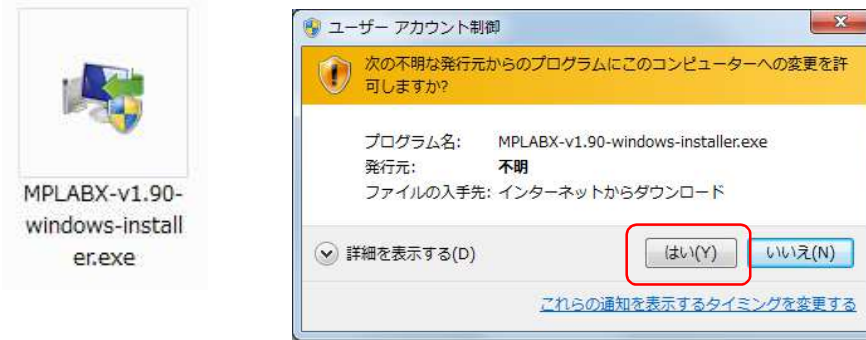 MPLABX-v1.90-
windows-install
er.exe
ユーザー アカウント制御
次の不明な発行元からのプログラムにこのコンピューターへの変更を許
可しますか?
プログラム名: MPLABX-v1.90-windows-installer.exe
発行元: 不明
ファイルの入手先: インターネットからダウンロード
詳細を表示する(D)
はい(Y)
いいえ(N)
これらの通知を表示するタイミングを変更する